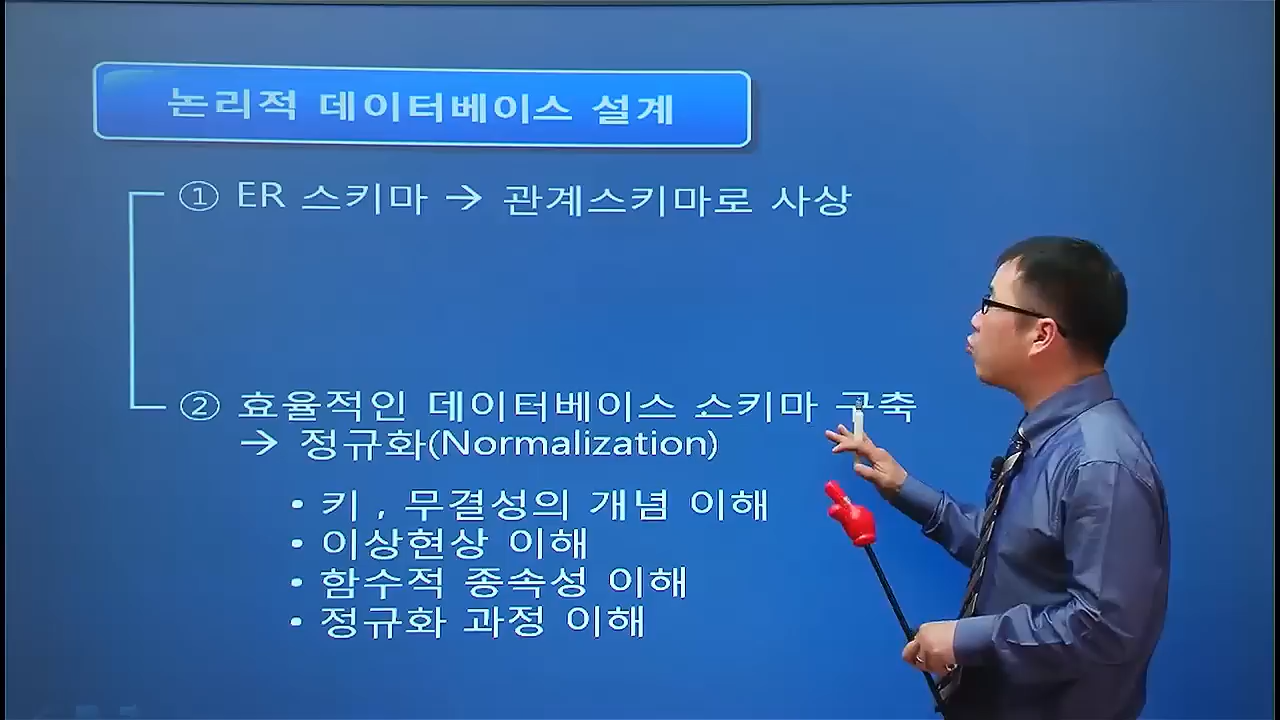 논리적 데이터베이스 설계
① ER 스키마 → 관계스키마로 사상
② 효율적인 데이터베이스 스키마 구축
→ 정규화(Normalization)
• 키 , 무결성의 개념 이해
• 이상현상 이해
• 함수적 종속성 이해
• 정규화 과정 이해